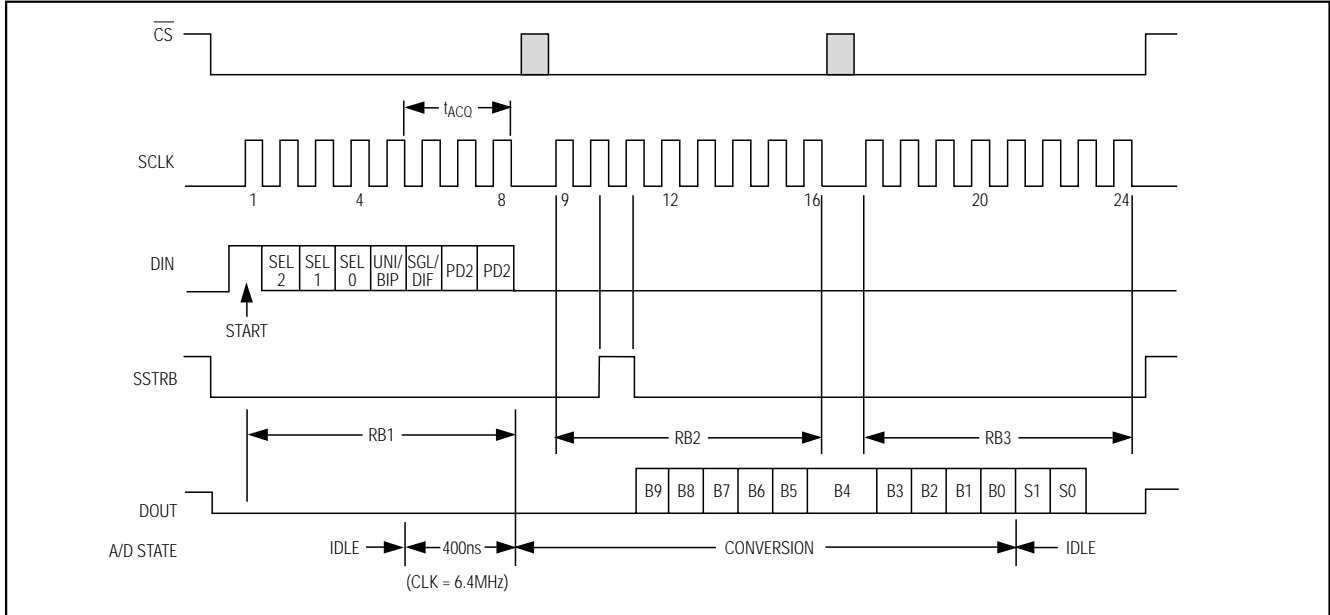 CS
tACQ
SCLK
1 4 8 9 12 16 20 24
DIN
SEL 2 SEL 1 SEL 0 UNI/ BIP SGL/ DIF PD2 PD2
START
SSTRB
RB1 RB2 RB3
DOUT
B9 B8 B7 B6 B5 B4 B3 B2 B1 B0 S1 S0
A/D STATE IDLE 400ns CONVERSION IDLE
(CLK = 6.4MHz)